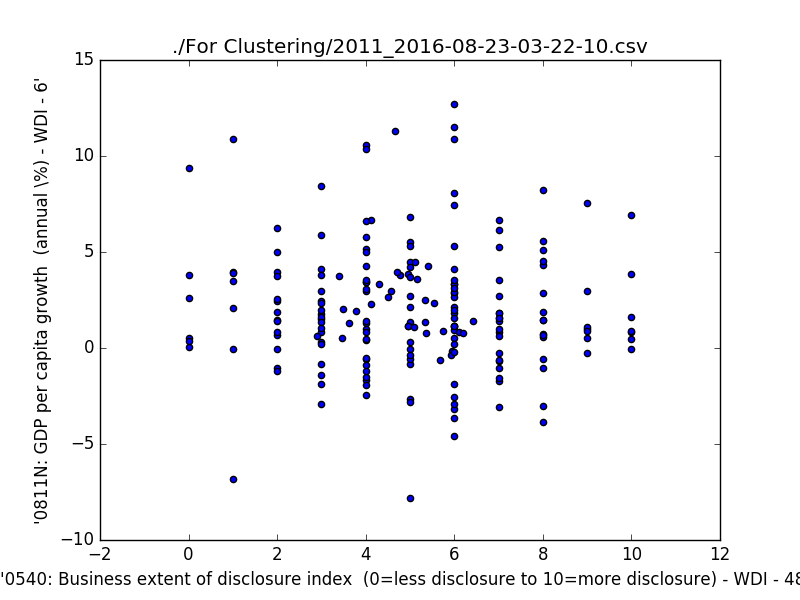 ./For Clustering/2011_2016-08-23-03-22-10.csv
'0811N: GDP per capita growth (annual \%) - WDI - 6'
15
10
5
0
−5
−10
−2 0 2 4 6 8 10 12
'0540: Business extent of disclosure index (0=less disclosure to 10=more disclosure) - WDI - 48